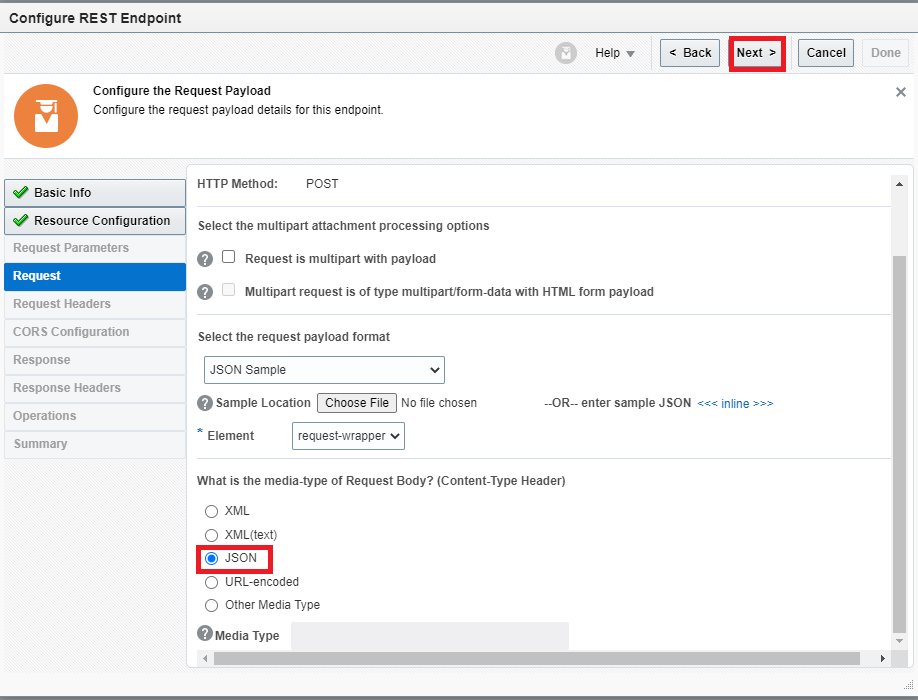 Configure REST Endpoint
Help
< Back
Next >
Cancel
Done
Configure the Request Payload
Configure the request payload details for this endpoint.
Basic Info
Resource Configuration
Request Parameters
Request
Request Headers
CORS Configuration
Response
Response Headers
Operations
Summary
HTTP Method: POST
Select the multipart attachment processing options
? Request is multipart with payload
? Multipart request is of type multipart/form-data with HTML form payload
Select the request payload format
JSON Sample
? Sample Location Choose File No file chosen --OR-- enter sample JSON <<< inline >>>
* Element request-wrapper
What is the media-type of Request Body? (Content-Type Header)
XML
XML(text)
JSON
URL-encoded
Other Media Type
? Media Type